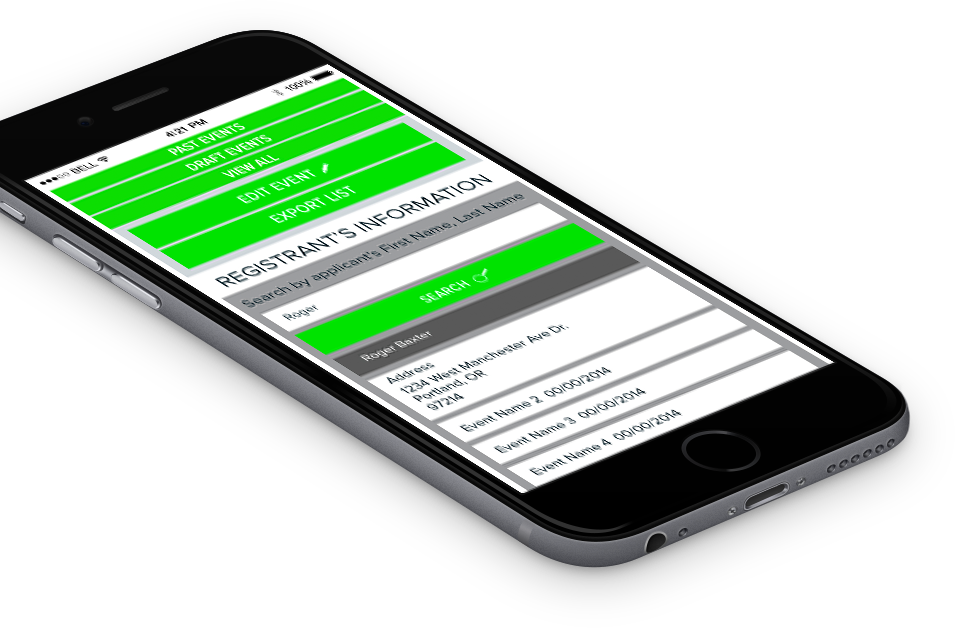 BELL 4:21 PM 100%
PAST EVENTS
DRAFT EVENTS
VIEW ALL
EDIT EVENT
EXPORT LIST
REGISTRANT'S INFORMATION
Search by applicant's First Name, Last Name
Roger
SEARCH
Roger Baxter
Address
1234 West Manchester Ave Dr.
Portland, OR
97214
Event Name 2 00/00/2014
Event Name 3 00/00/2014
Event Name 4 00/00/2014